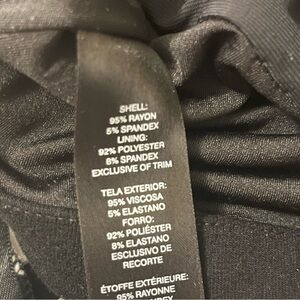 SHELL:
95% RAYON
5% SPANDEX
LINING:
92% POLYESTER
8% SPANDEX
EXCLUSIVE OF TRIM
TELA EXTERIOR:
95% VISCOSA
5% ELASTANO
FORRO:
92% POLIÉSTER
8% ELASTANO
EXCLUSIVO DE
RECORTE
ÉTOFFE EXTÉRIEURE:
95% RAYONNE